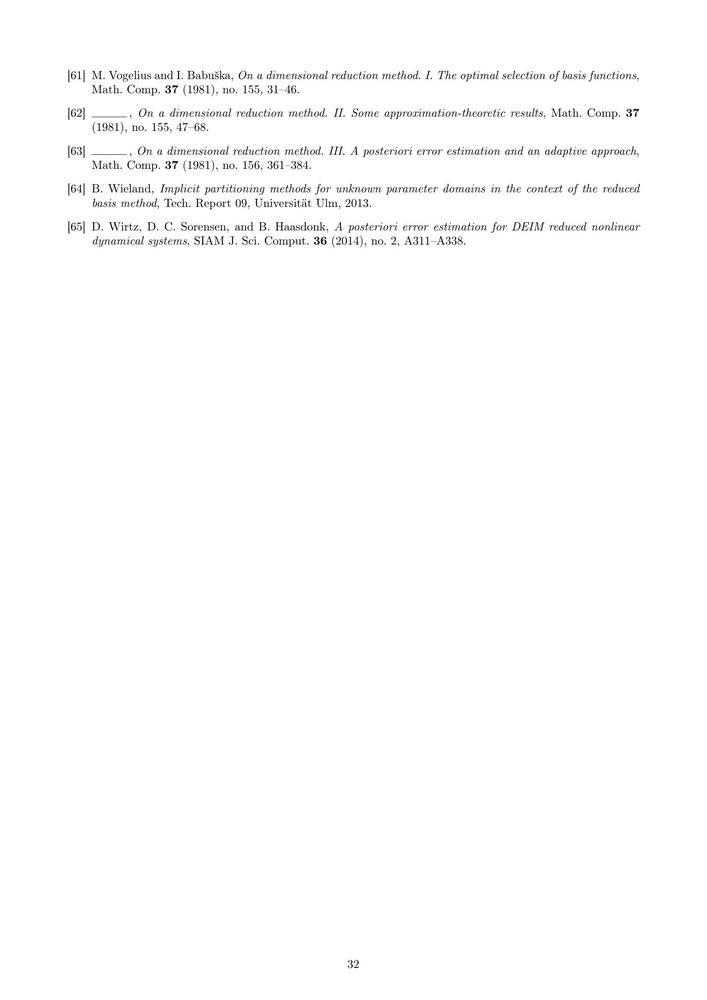 [61] M. Vogelius and I. Babuška, On a dimensional reduction method. I. The optimal selection of basis functions,
Math. Comp. 37 (1981), no. 155, 31–46.
[62] _____, On a dimensional reduction method. II. Some approximation-theoretic results, Math. Comp. 37
(1981), no. 155, 47–68.
[63] _____, On a dimensional reduction method. III. A posteriori error estimation and an adaptive approach,
Math. Comp. 37 (1981), no. 156, 361–384.
[64] B. Wieland, Implicit partitioning methods for unknown parameter domains in the context of the reduced
basis method, Tech. Report 09, Universität Ulm, 2013.
[65] D. Wirtz, D. C. Sorensen, and B. Haasdonk, A posteriori error estimation for DEIM reduced nonlinear
dynamical systems, SIAM J. Sci. Comput. 36 (2014), no. 2, A311–A338.
32